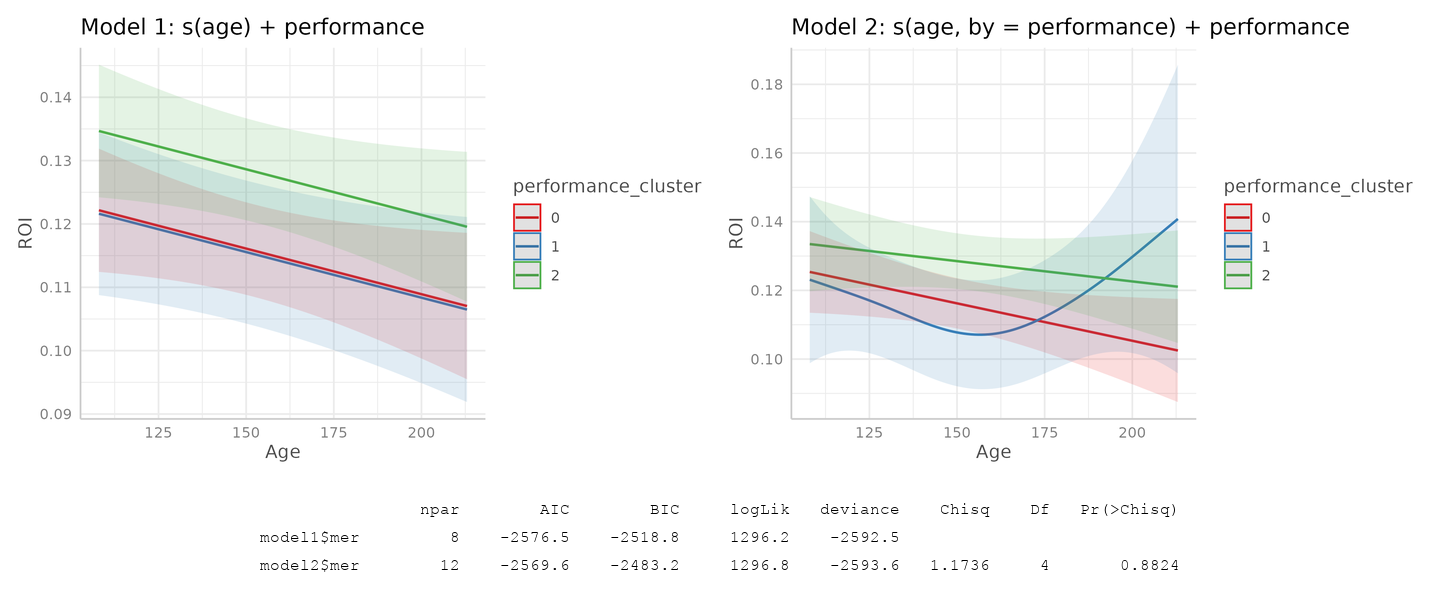 Model 1: s(age) + performance
0.14
0.13
0.12
0.11
0.10
0.09
ROI
125 150 175 200
Age
performance_cluster
0
1
2
Model 2: s(age, by = performance) + performance
0.18
0.16
0.14
0.12
0.10
ROI
125 150 175 200
Age
performance_cluster
0
1
2
npar AIC BIC logLik deviance Chisq Df Pr(>Chisq)
model1$mer 8 -2576.5 -2518.8 1296.2 -2592.5
model2$mer 12 -2569.6 -2483.2 1296.8 -2593.6 1.1736 4 0.8824